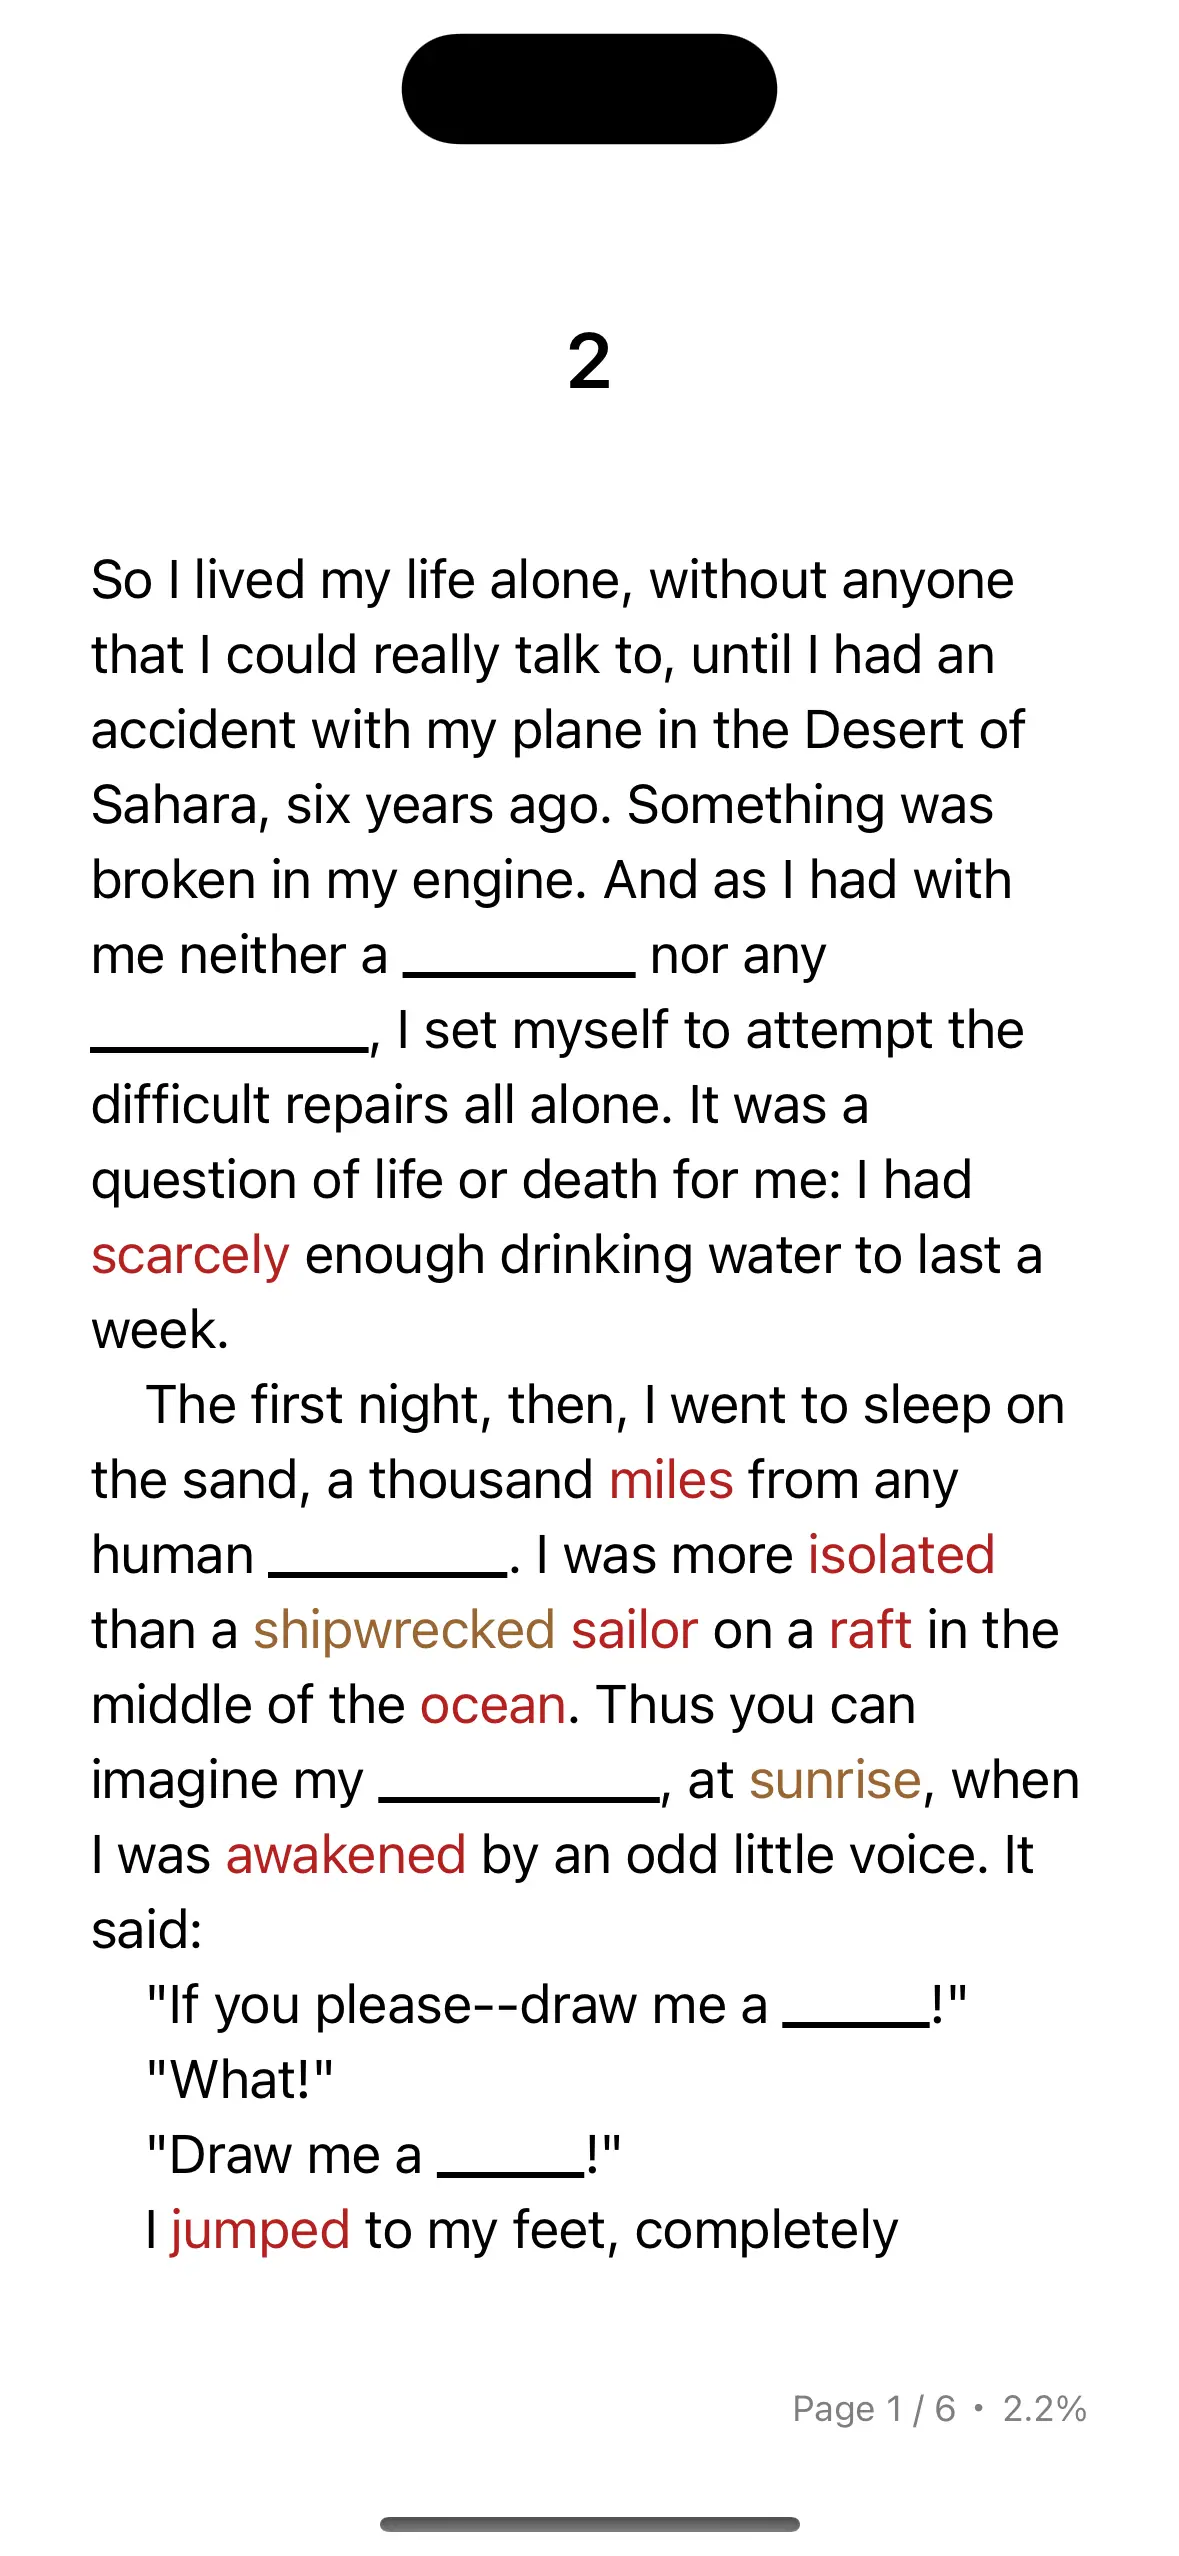 2
So I lived my life alone, without anyone
that I could really talk to, until I had an
accident with my plane in the Desert of
Sahara, six years ago. Something was
broken in my engine. And as I had with
me neither a ________ nor any
__________, I set myself to attempt the
difficult repairs all alone. It was a
question of life or death for me: I had
scarcely enough drinking water to last a
week.
The first night, then, I went to sleep on
the sand, a thousand miles from any
human ________. I was more isolated
than a shipwrecked sailor on a raft in the
middle of the ocean. Thus you can
imagine my __________, at sunrise, when
I was awakened by an odd little voice. It
said:
"If you please--draw me a _____!"
"What!"
"Draw me a _____!"
I jumped to my feet, completely
Page 1 / 6 • 2.2%